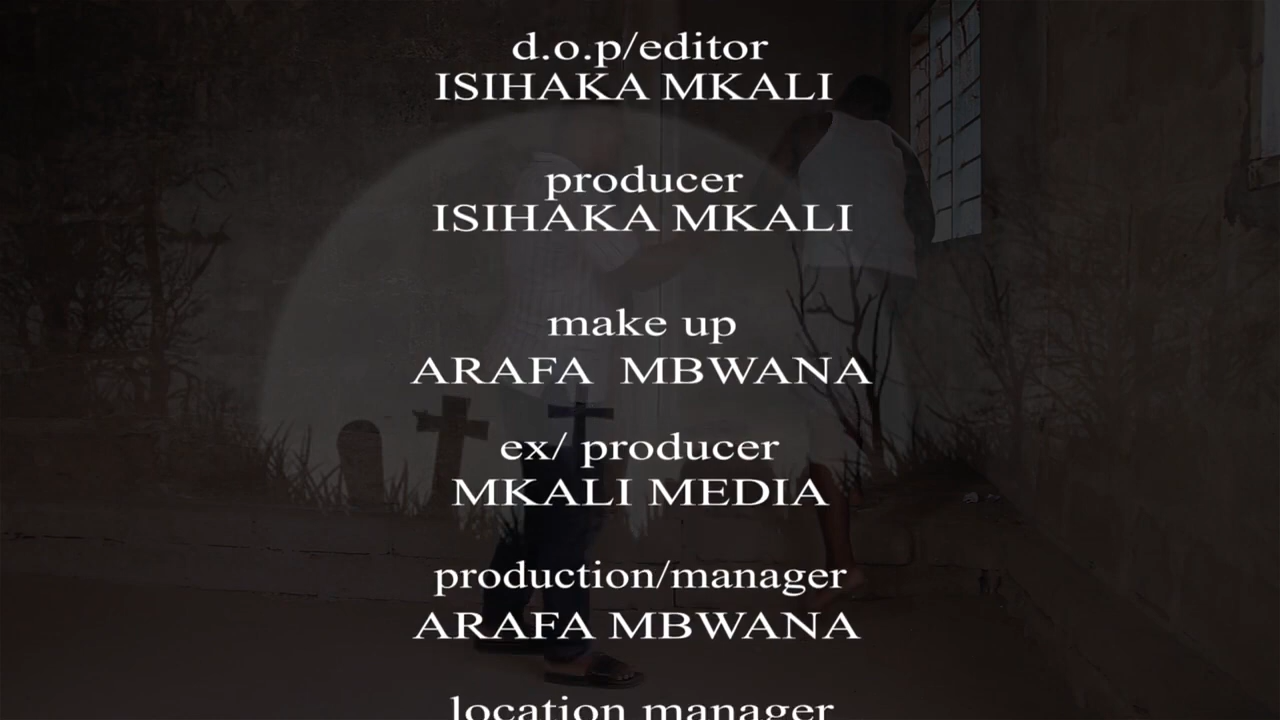 d.o.p/editor
ISIHAKA MKALI
producer
ISIHAKA MKALI
make up
ARAFA MBWANA
ex/ producer
MKALI MEDIA
production/manager
ARAFA MBWANA
location manager